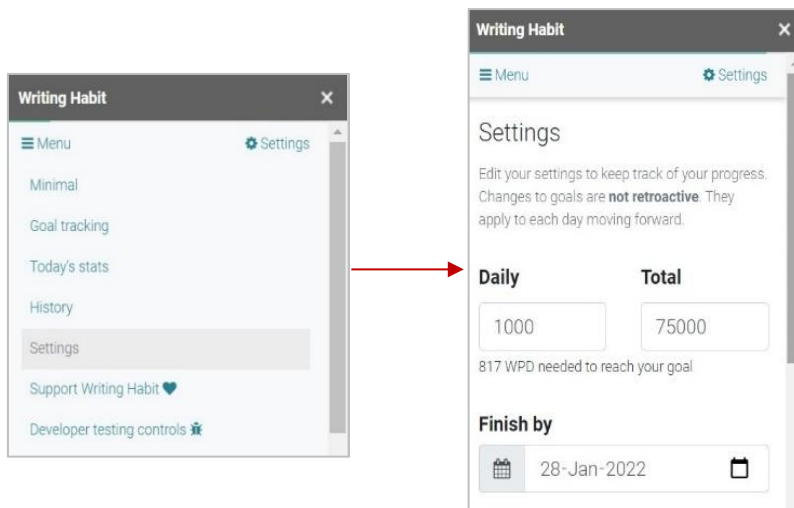 Writing Habit
Menu Settings
Minimal
Goal tracking
Today's stats
History
Settings
Support Writing Habit
Developer testing controls
Writing Habit
Menu Settings
Settings
Edit your settings to keep track of your progress.
Changes to goals are not retroactive. They
apply to each day moving forward.
Daily Total
1000 75000
817 WPD needed to reach your goal
Finish by
28-Jan-2022